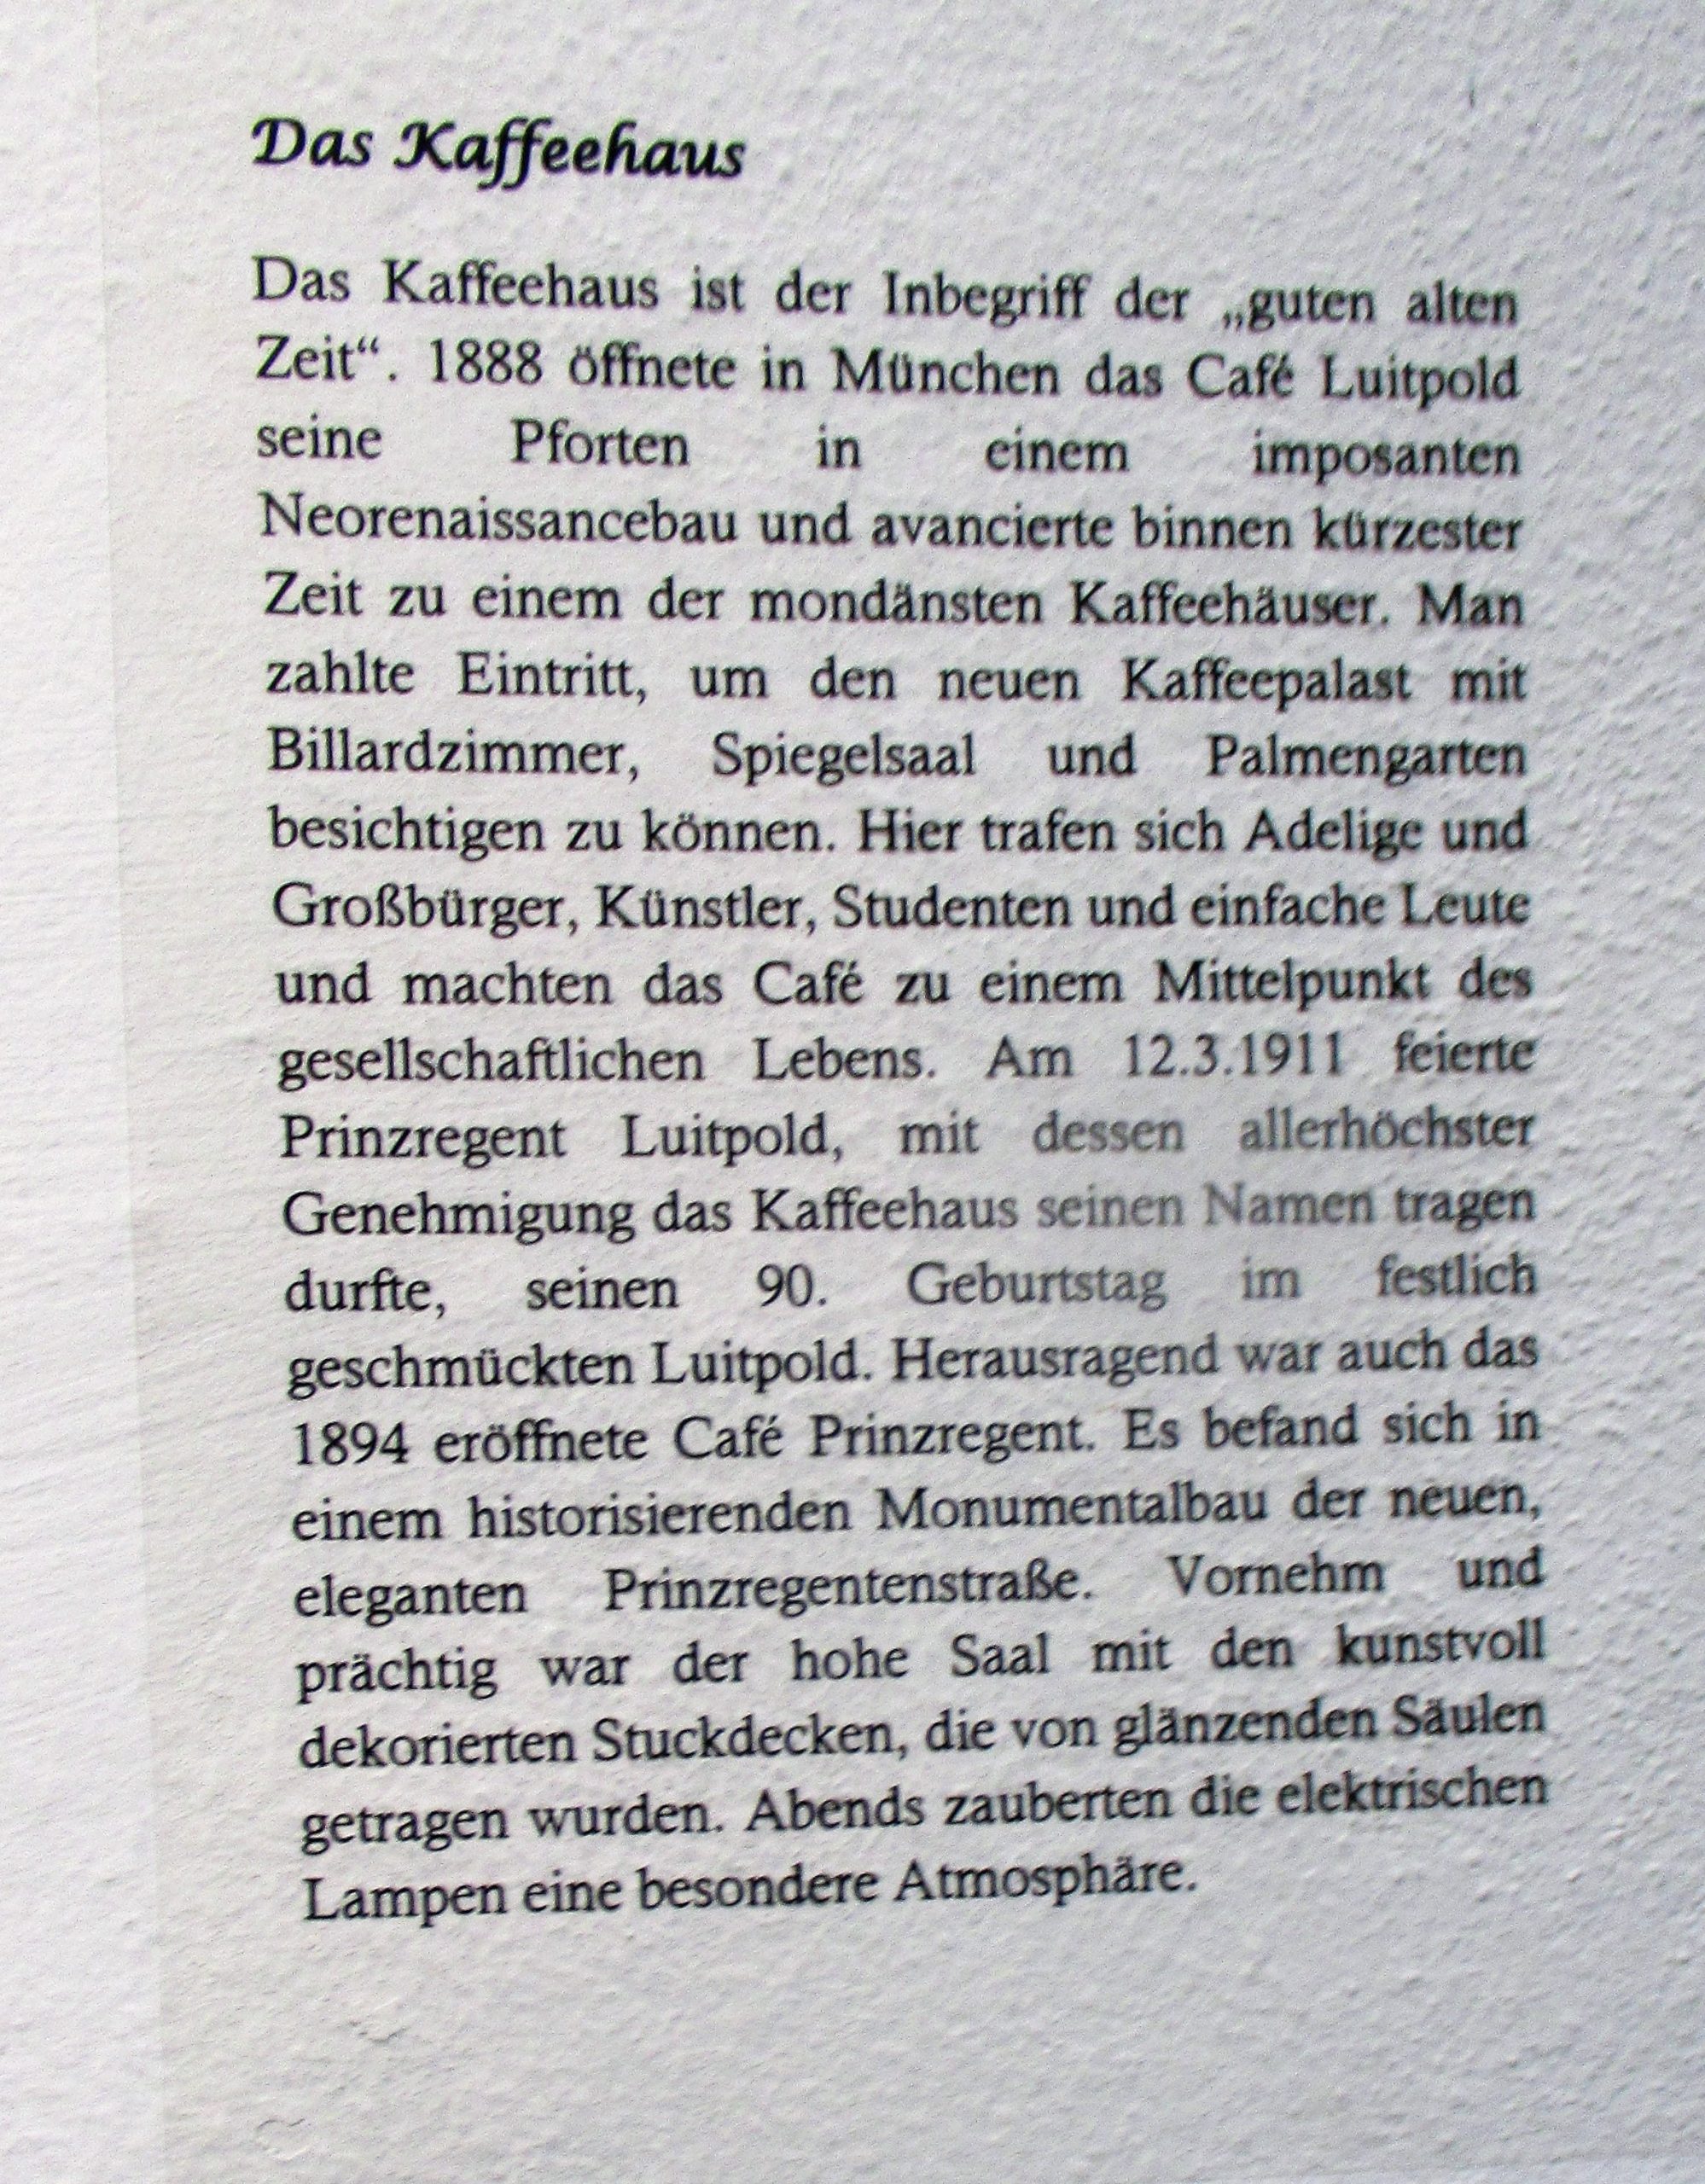 Das Kaffeehaus
Das Kaffeehaus ist der Inbegriff der „guten alten
Zeit“. 1888 öffnete in München das Café Luitpold
seine Pforten in einem imposanten
Neorenaissancebau und avancierte binnen kürzester
Zeit zu einem der mondänsten Kaffeehäuser. Man
zahlte Eintritt, um den neuen Kaffeepalast mit
Billardzimmer, Spiegelsaal und Palmengarten
besichtigen zu können. Hier trafen sich Adelige und
Großbürger, Künstler, Studenten und einfache Leute
und machten das Café zu einem Mittelpunkt des
gesellschaftlichen Lebens. Am 12.3.1911 feierte
Prinzregent Luitpold, mit dessen allerhöchster
Genehmigung das Kaffeehaus seinen Namen tragen
durfte, seinen 90. Geburtstag im festlich
geschmückten Luitpold. Herausragend war auch das
1894 eröffnete Café Prinzregent. Es befand sich in
einem historisierenden Monumentalbau der neuen,
eleganten Prinzregentenstraße. Vornehm und
prächtig war der hohe Saal mit den kunstvoll
dekorierten Stuckdecken, die von glänzenden Säulen
getragen wurden. Abends zauberten die elektrischen
Lampen eine besondere Atmosphäre.